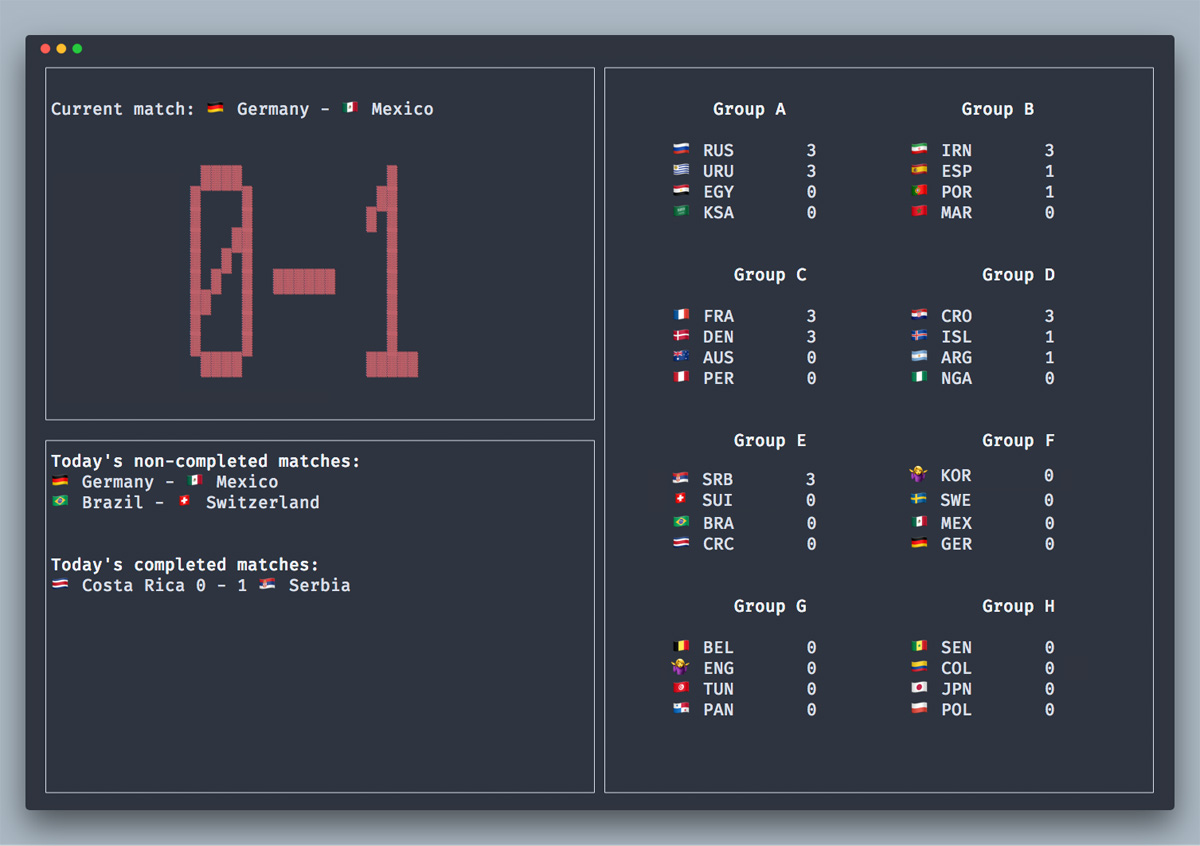 Current match: 🇩🇪 Germany - 🇲🇽 Mexico
0-1
Today's non-completed matches:
🇩🇪 Germany - 🇲🇽 Mexico
🇧🇷 Brazil - 🇨🇭 Switzerland
Today's completed matches:
🇨🇷 Costa Rica 0 - 1 🇷🇸 Serbia
Group A
🇷🇺 RUS 3
🇺🇾 URU 3
🇪🇬 EGY 0
🇸🇦 KSA 0
Group B
🇮🇷 IRN 3
🇪🇸 ESP 1
🇵🇹 POR 1
🇲🇦 MAR 0
Group C
🇫🇷 FRA 3
🇩🇰 DEN 3
🇦🇺 AUS 0
🇵🇪 PER 0
Group D
🇭🇷 CRO 3
🇮🇸 ISL 1
🇦🇷 ARG 1
🇳🇬 NGA 0
Group E
🇷🇸 SRB 3
🇨🇭 SUI 0
🇧🇷 BRA 0
🇨🇷 CRC 0
Group F
🤷‍♀️ KOR 0
🇸🇪 SWE 0
🇲🇽 MEX 0
🇩🇪 GER 0
Group G
🇧🇪 BEL 0
🤷‍♀️ ENG 0
🇹🇳 TUN 0
🇵🇦 PAN 0
Group H
🇸🇳 SEN 0
🇨🇴 COL 0
🇯🇵 JPN 0
🇵🇱 POL 0